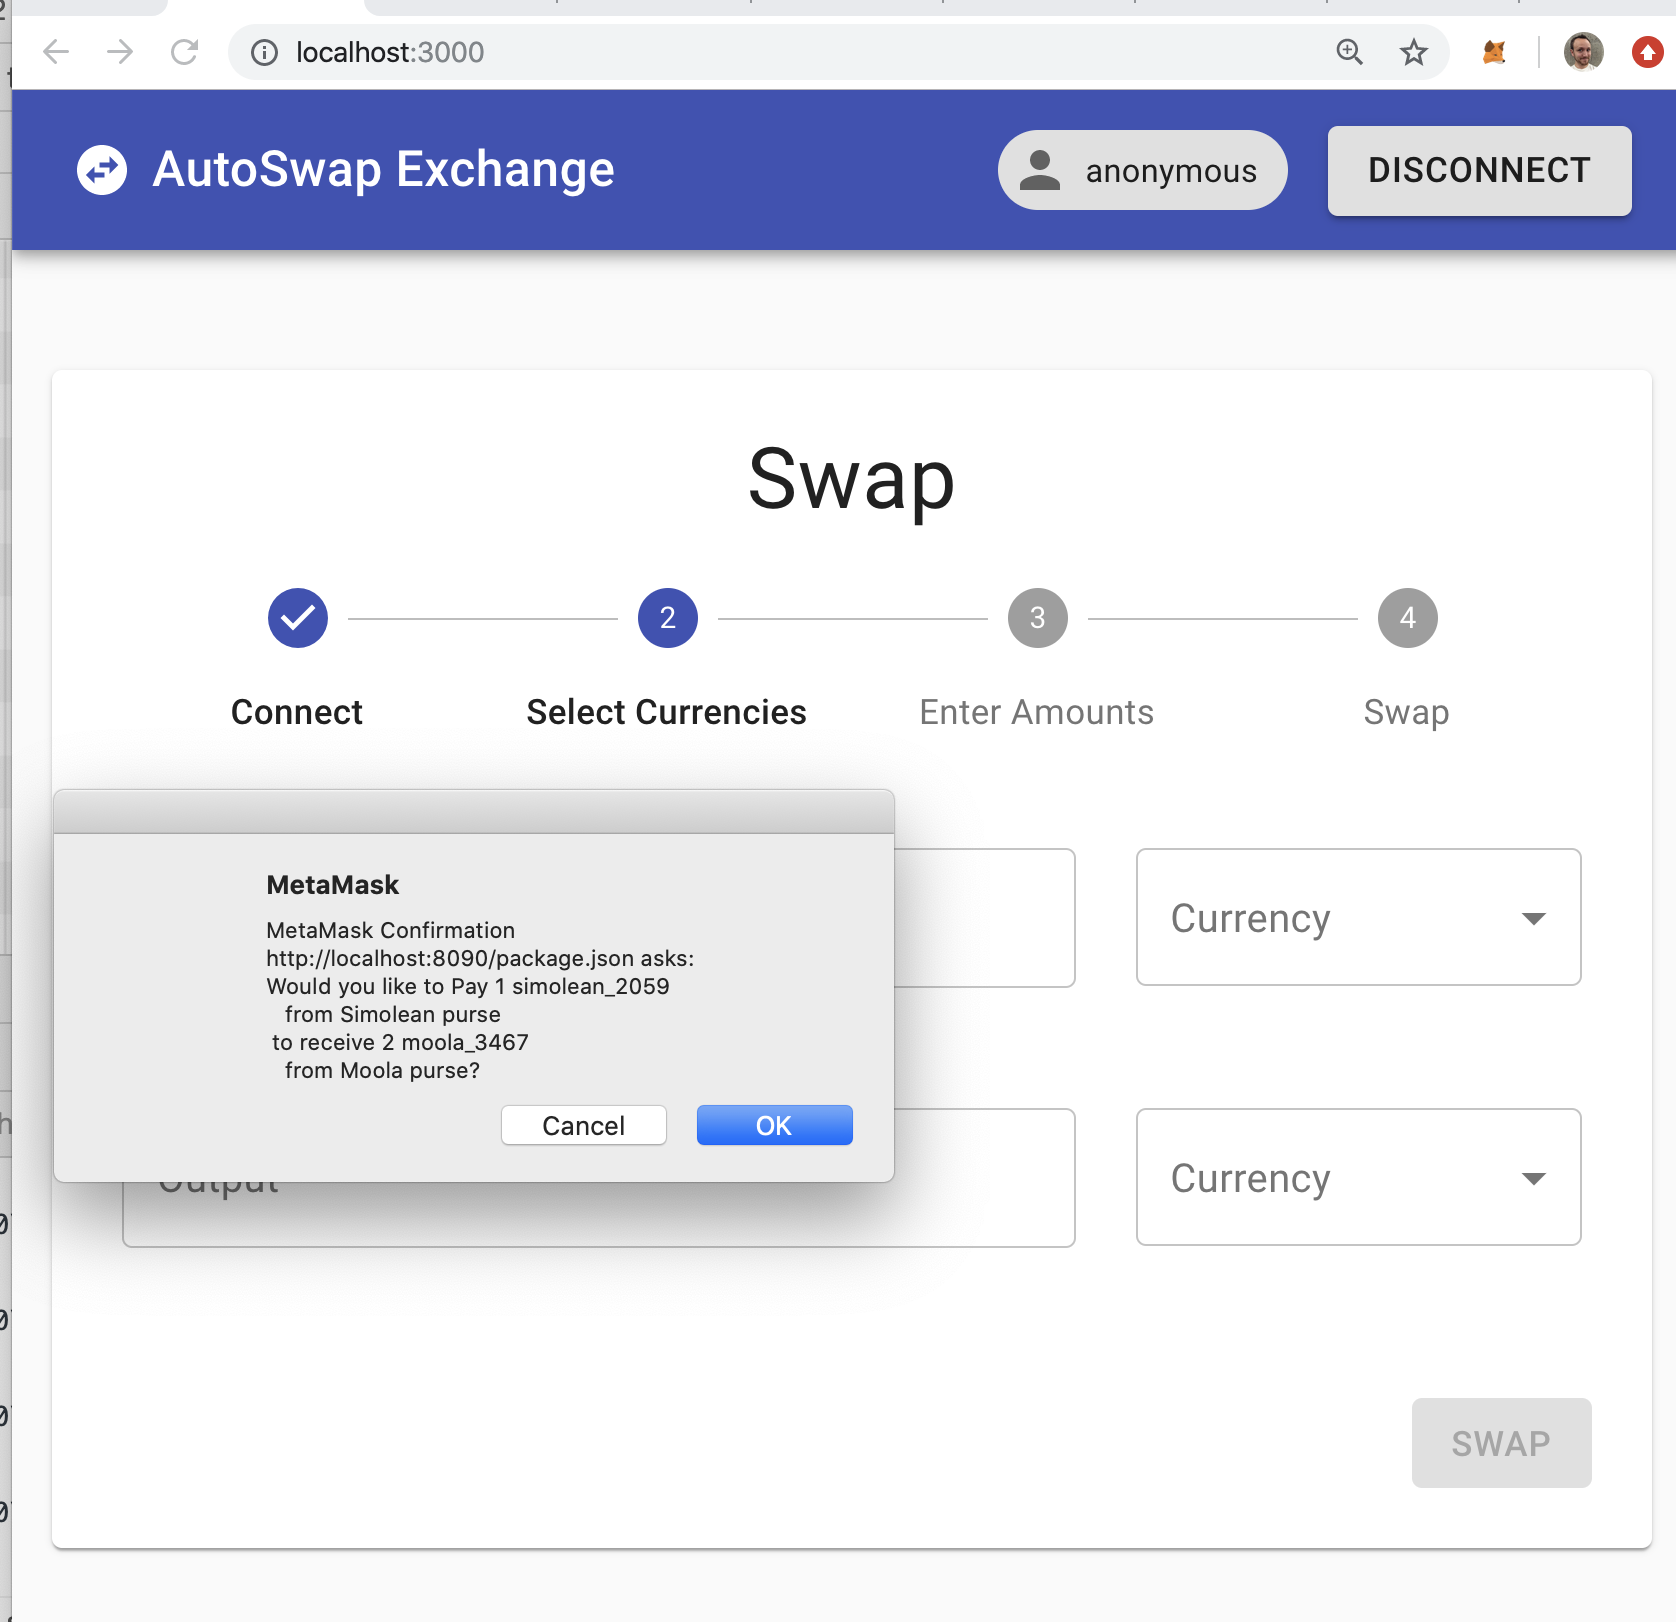 localhost:3000
AutoSwap Exchange
anonymous
DISCONNECT
Swap
2
3
4
Connect
Select Currencies
Enter Amounts
Swap
MetaMask
MetaMask Confirmation
http://localhost:8090/package.json asks:
Would you like to Pay 1 simolean_2059
from Simolean purse
to receive 2 moola_3467
from Moola purse?
Cancel
OK
Currency
Output
Currency
SWAP